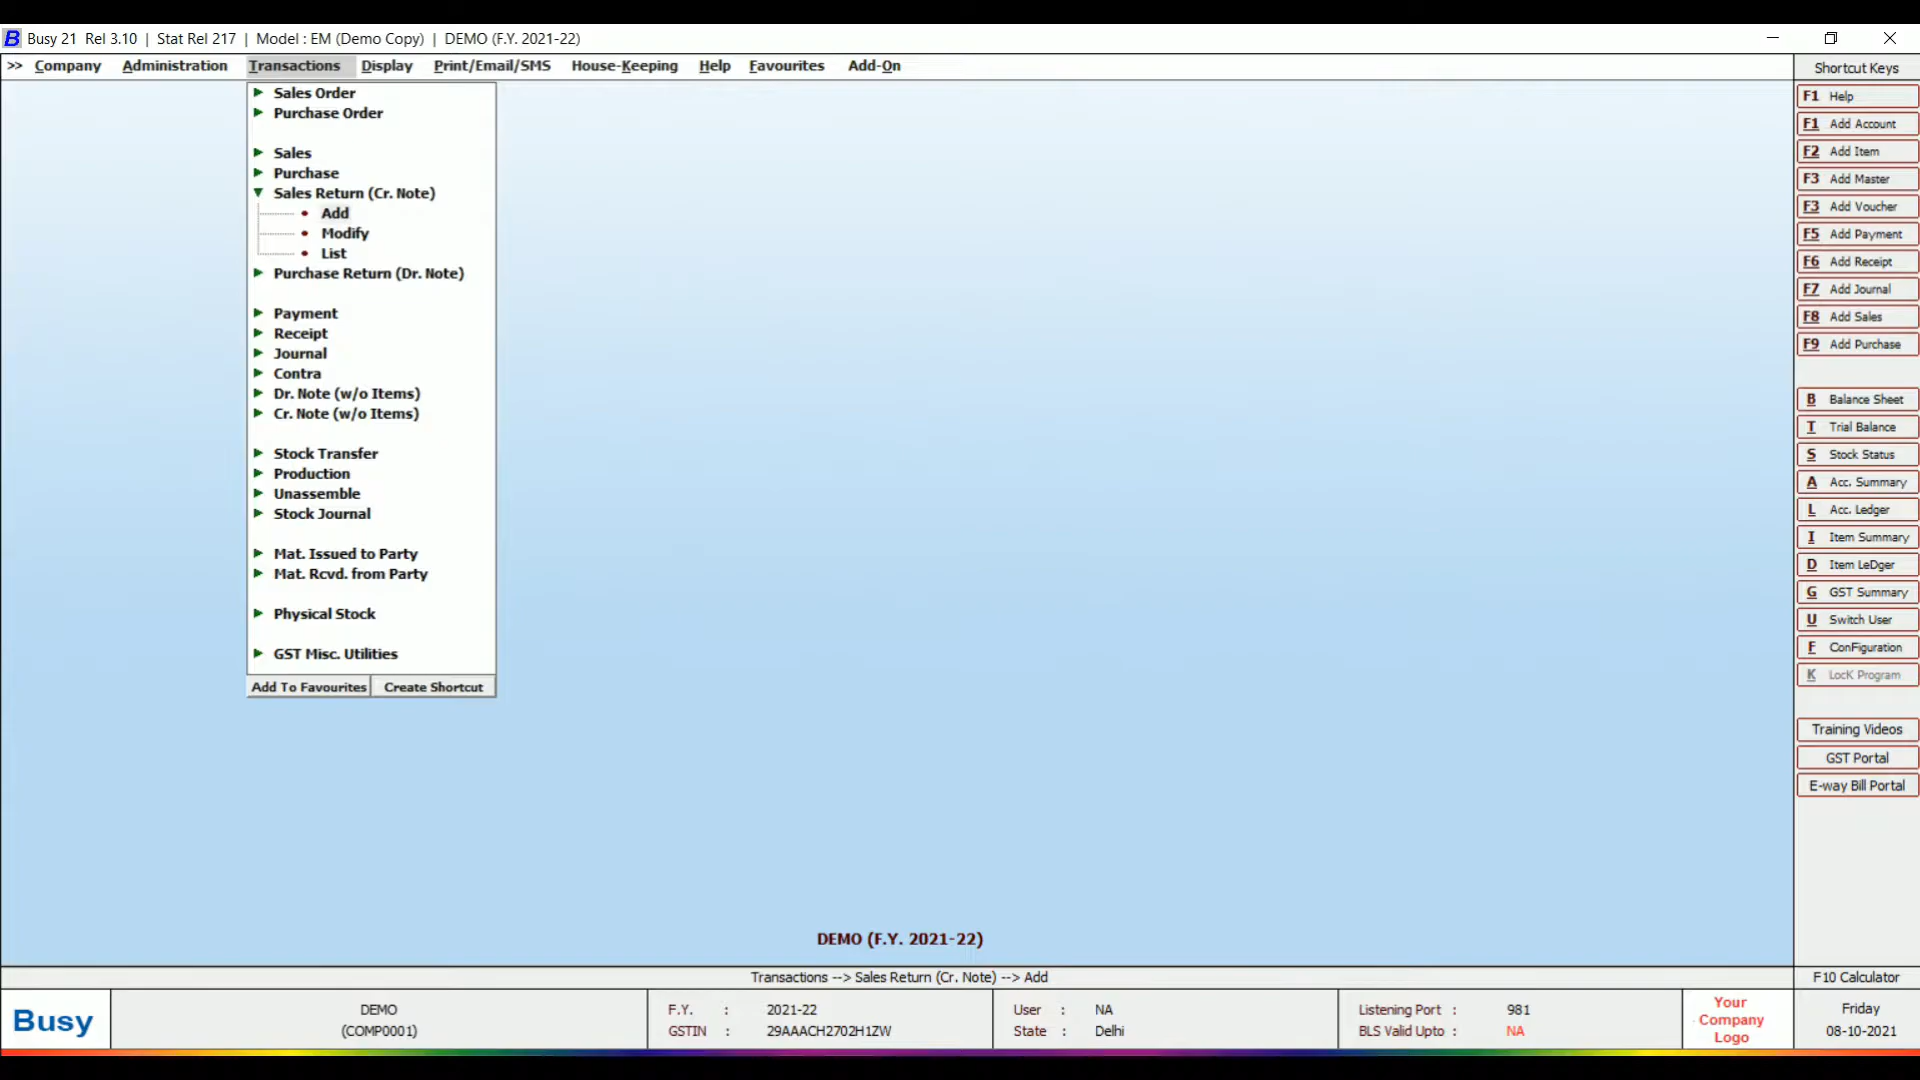 B Busy 21 Rel 3.10 | Stat Rel 217 | Model : EM (Demo Copy) | DEMO (F.Y. 2021-22)
>> Company Administration Transactions Display Print/Email/SMS House-Keeping Help Favourites Add-On
Sales Order
Purchase Order
Sales
Purchase
Sales Return (Cr. Note)
Add
Modify
List
Purchase Return (Dr. Note)
Payment
Receipt
Journal
Contra
Dr. Note (w/o Items)
Cr. Note (w/o Items)
Stock Transfer
Production
Unassemble
Stock Journal
Mat. Issued to Party
Mat. Rcvd. from Party
Physical Stock
GST Misc. Utilities
Add To Favourites Create Shortcut
Shortcut Keys
F1 Help
F1 Add Account
F2 Add Item
F3 Add Master
F3 Add Voucher
F5 Add Payment
F6 Add Receipt
F7 Add Journal
F8 Add Sales
F9 Add Purchase
B Balance Sheet
T Trial Balance
S Stock Status
A Acc. Summary
L Acc. Ledger
I Item Summary
D Item LeDger
G GST Summary
U Switch User
F ConFiguration
K LocK Program
Training Videos
GST Portal
E-way Bill Portal
DEMO (F.Y. 2021-22)
Transactions --> Sales Return (Cr. Note) --> Add
F10 Calculator
Busy
DEMO
(COMP0001)
F.Y. : 2021-22
GSTIN : 29AAACH2702H1ZW
User : NA
State : Delhi
Listening Port : 981
BLS Valid Upto : NA
Your
Company
Logo
Friday
08-10-2021